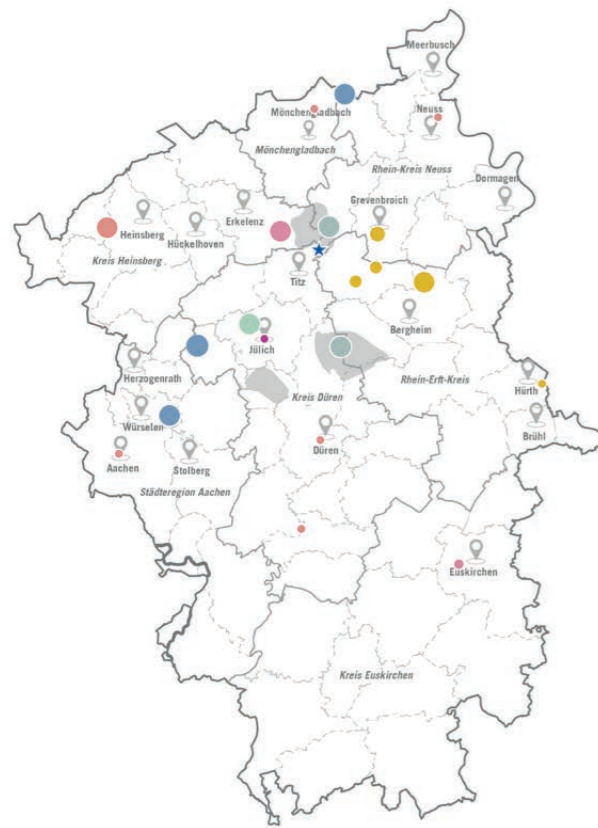 Meerbusch
Mönchengladbach
Neuss
Mönchengladbach
Rhein-Kreis Neuss
Dormagen
Grevenbroich
Erkelenz
Heinsberg
Hückelhoven
Kreis Heinsberg
Titz
Bergheim
Jülich
Herzogenrath
Rhein-Erft-Kreis
Hürth
Kreis Düren
Würselen
Brühl
Düren
Aachen
Stolberg
Städteregion Aachen
Euskirchen
Kreis Euskirchen